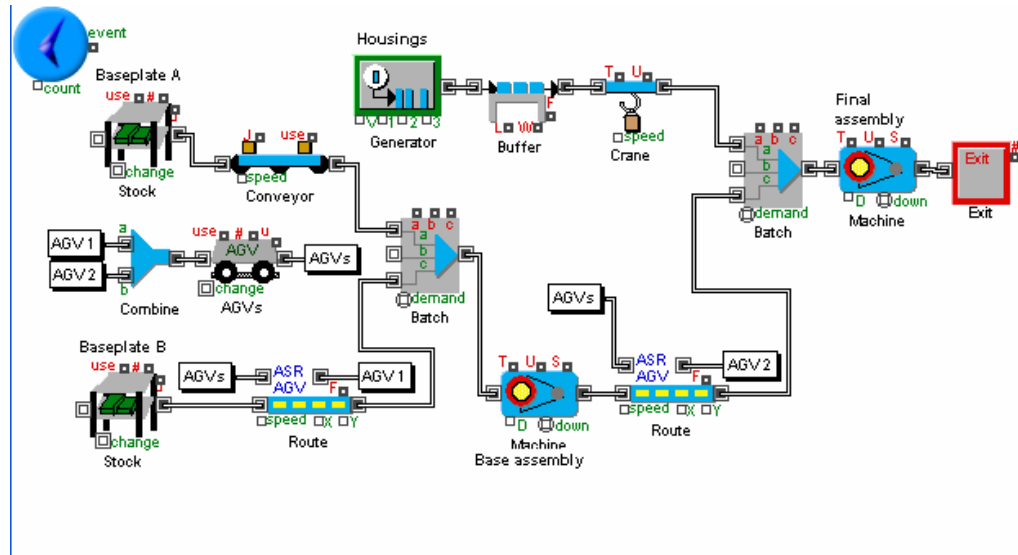 event
count
Housings
V 1 2 3
Generator
L W
F
Buffer
T U
speed
Crane
Baseplate A
use #
change
Stock
J use
speed
Conveyor
Final
assembly
a b c
a
b
c
demand
Batch
T U S
D down
Machine
Exit
#
Exit
AGV 1
AGV 2
a
b
Combine
use # u
AGV
change
AGVs
AGVs
a b c
a
b
c
demand
Batch
Baseplate B
use #
change
Stock
AGVs
ASR
AGV
F
AGV 1
speed X Y
Route
T U S
D down
Machine
Base assembly
AGVs
ASR
AGV
F
AGV 2
speed X Y
Route